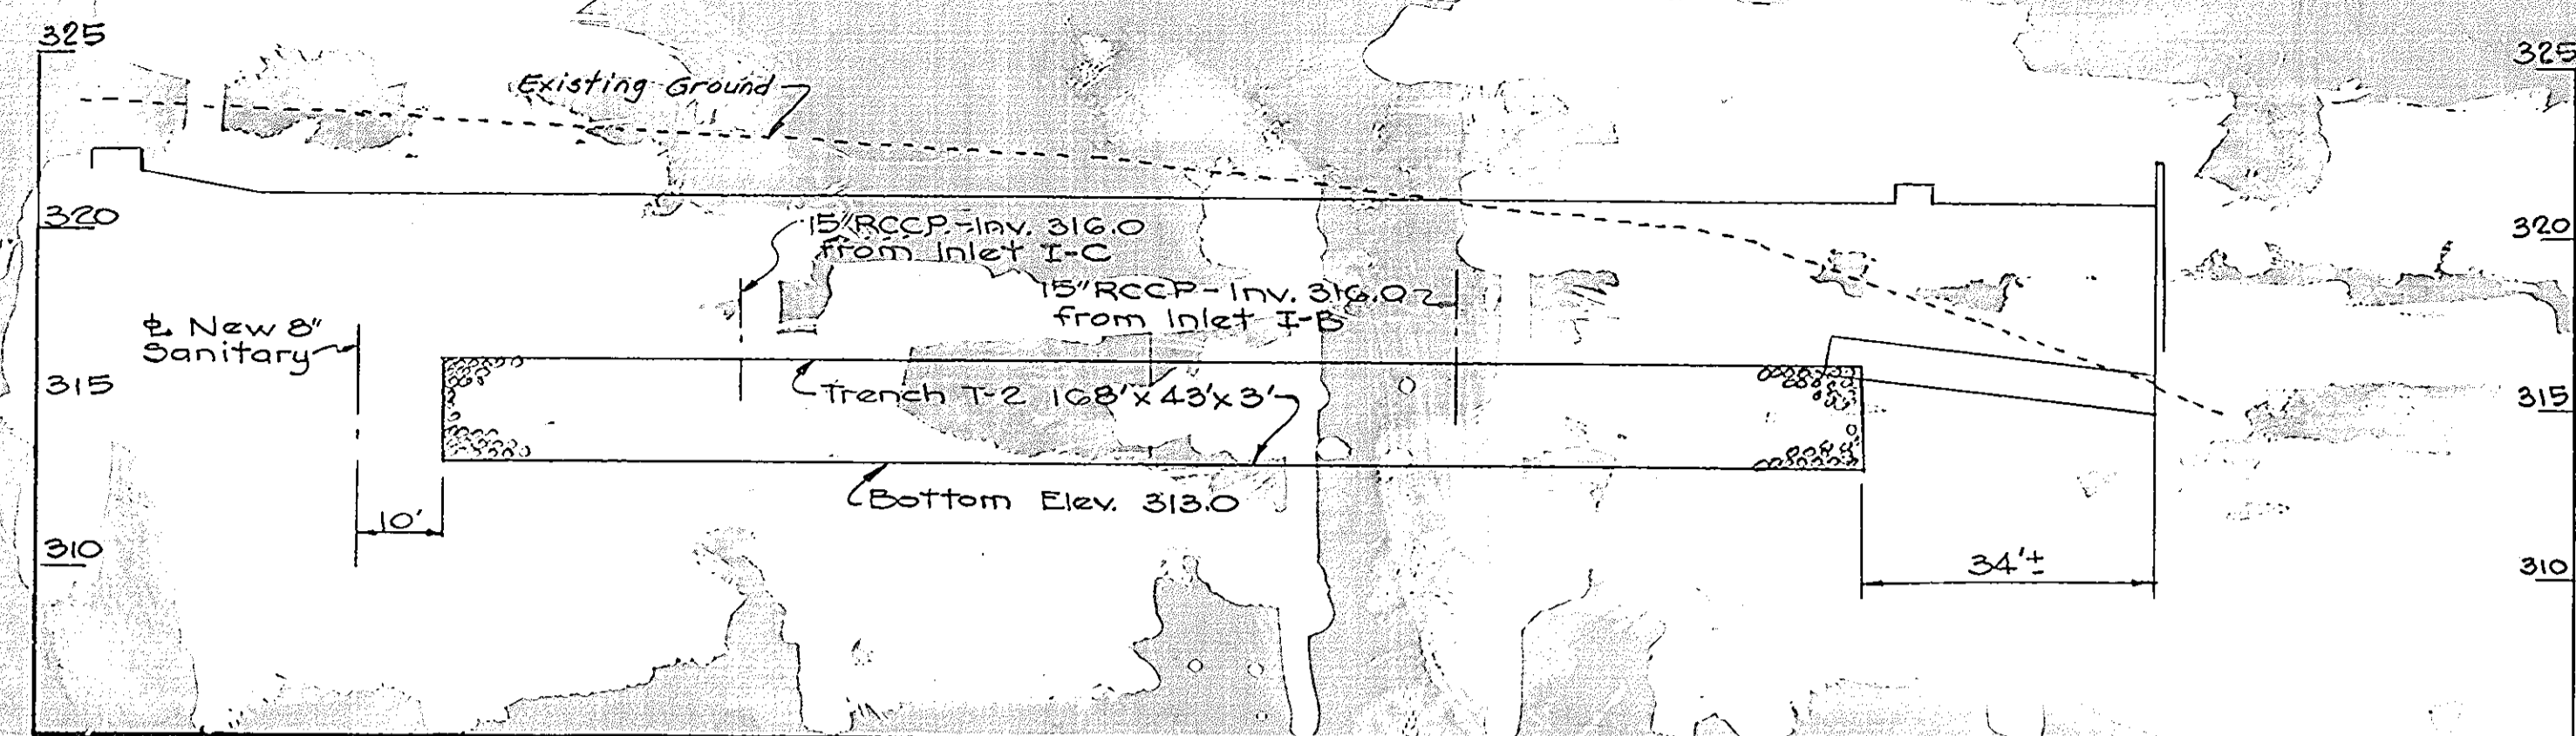 325
325
Existing Ground
320
320
15" RCCP-Inv. 316.0
from Inlet I-C
15" RCCP-Inv. 316.0
from Inlet I-B
℄ New 8"
Sanitary
315
315
Trench T-2 168'x43'x3'
Bottom Elev. 313.0
10'
310
310
34'±